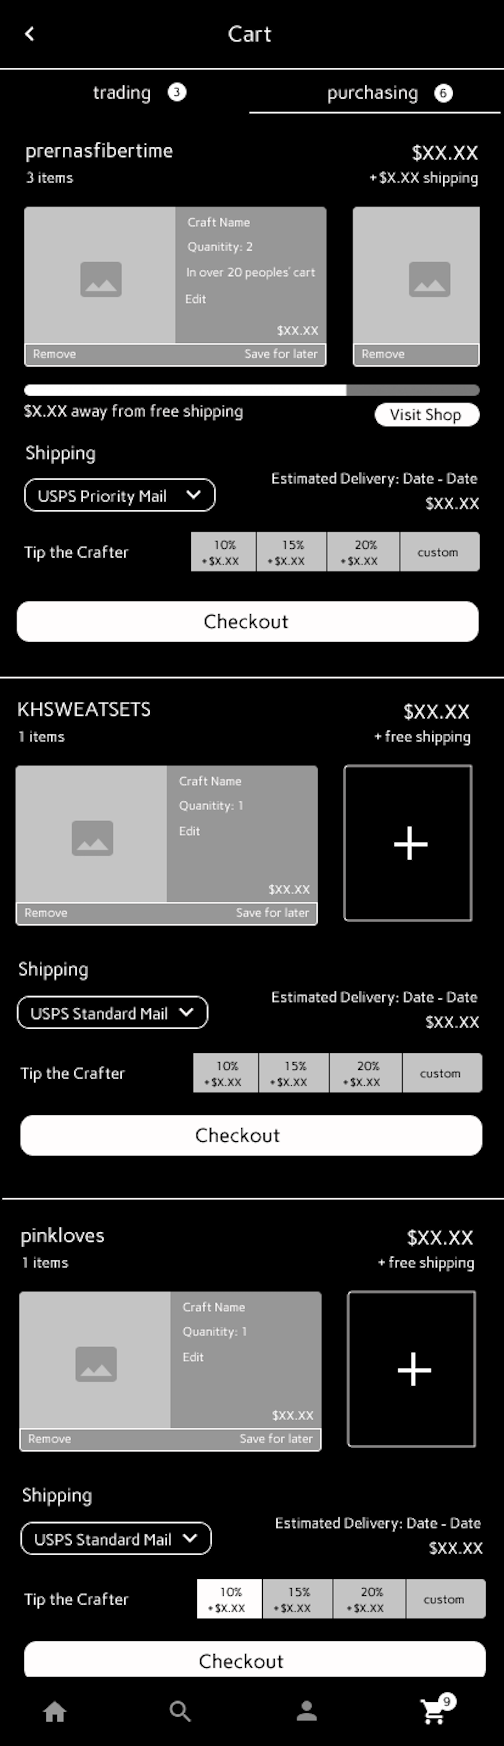 Cart
trading 3 purchasing 6
prernasfibertime $XX.XX
3 items + $X.XX shipping
Craft Name
Quanitity: 2
In over 20 peoples' cart
Edit
$XX.XX
Remove Save for later Remove
$X.XX away from free shipping Visit Shop
Shipping
Estimated Delivery: Date - Date
USPS Priority Mail $XX.XX
Tip the Crafter 10% 15% 20% custom
+ $X.XX + $X.XX + $X.XX
Checkout
KHSWEATSETS $XX.XX
1 items + free shipping
Craft Name
Quanitity: 1
Edit
$XX.XX
Remove Save for later
Shipping
Estimated Delivery: Date - Date
USPS Standard Mail $XX.XX
Tip the Crafter 10% 15% 20% custom
+ $X.XX + $X.XX + $X.XX
Checkout
pinkloves $XX.XX
1 items + free shipping
Craft Name
Quanitity: 1
Edit
$XX.XX
Remove Save for later
Shipping
Estimated Delivery: Date - Date
USPS Standard Mail $XX.XX
Tip the Crafter 10% 15% 20% custom
+ $X.XX + $X.XX + $X.XX
Checkout
9